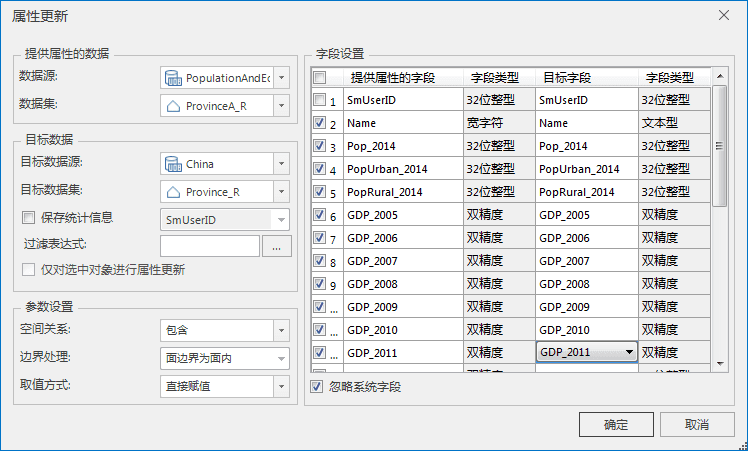 属性更新
提供属性的数据
数据源: PopulationAndEc
数据集: ProvinceA_R
目标数据
目标数据源: China
目标数据集: Province_R
保存统计信息 SmUserID
过滤表达式: ...
仅对选中对象进行属性更新
参数设置
空间关系: 包含
边界处理: 面边界为面内
取值方式: 直接赋值
字段设置
提供属性的字段 字段类型 目标字段 字段类型
1 SmUserID 32位整型 SmUserID 32位整型
2 Name 宽字符 Name 文本型
3 Pop_2014 32位整型 Pop_2014 32位整型
4 PopUrban_2014 32位整型 PopUrban_2014 32位整型
5 PopRural_2014 32位整型 PopRural_2014 32位整型
6 GDP_2005 双精度 GDP_2005 双精度
7 GDP_2006 双精度 GDP_2006 双精度
8 GDP_2007 双精度 GDP_2007 双精度
9 GDP_2008 双精度 GDP_2008 双精度
... GDP_2009 双精度 GDP_2009 双精度
... GDP_2010 双精度 GDP_2010 双精度
... GDP_2011 双精度 GDP_2011 双精度
忽略系统字段
确定 取消